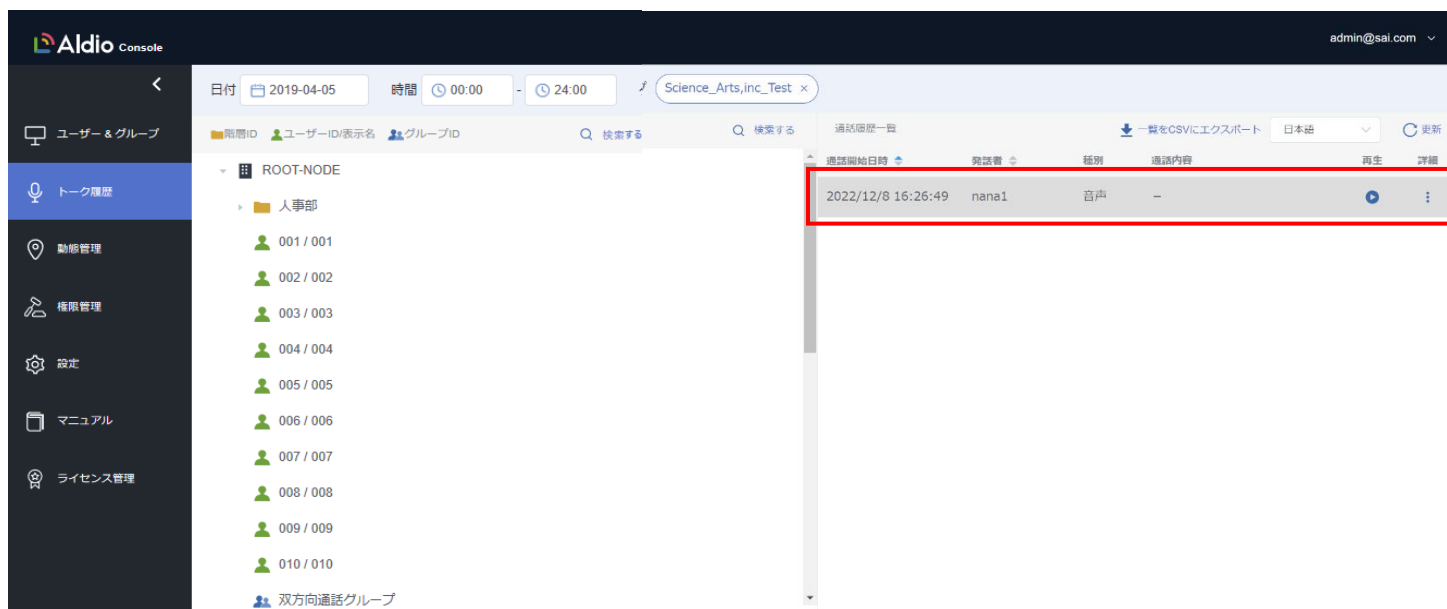 Aldio Console
admin@sai.com
日付 2019-04-05 時間 00:00 - 24:00 Science_Arts,inc_Test ×
階層ID ユーザーID/表示名 グループID 検索する
検索する
通話履歴一覧 一覧をCSVにエクスポート 日本語 更新
通話開始日時 発話者 種別 通話内容 再生 詳細
2022/12/8 16:26:49 nana1 音声 –
ユーザー & グループ
トーク履歴
動態管理
権限管理
設定
マニュアル
ライセンス管理
ROOT-NODE
人事部
001 / 001
002 / 002
003 / 003
004 / 004
005 / 005
006 / 006
007 / 007
008 / 008
009 / 009
010 / 010
双方向通話グループ